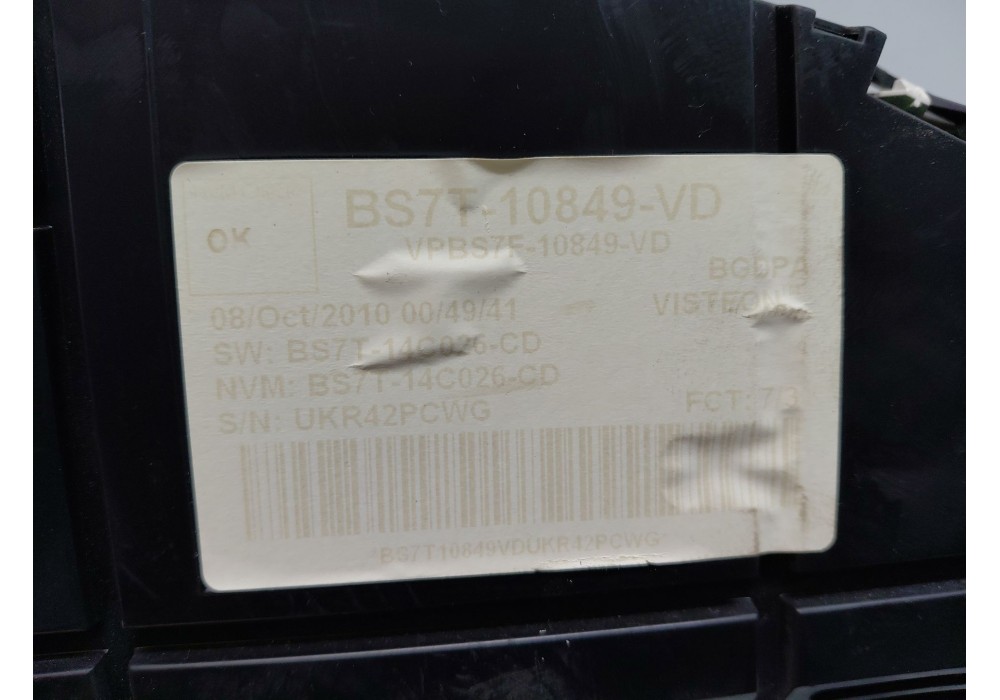 OK
BS7T-10849-VD
VPBS7F-10849-VD
08/Oct/2010 00/49/41
SW: BS7T-14C026-CD
NVM: BS7T-14C026-CD
S/N: UKR42PCWG
FCT:
*BS7T10849VDUKR42PCWG*